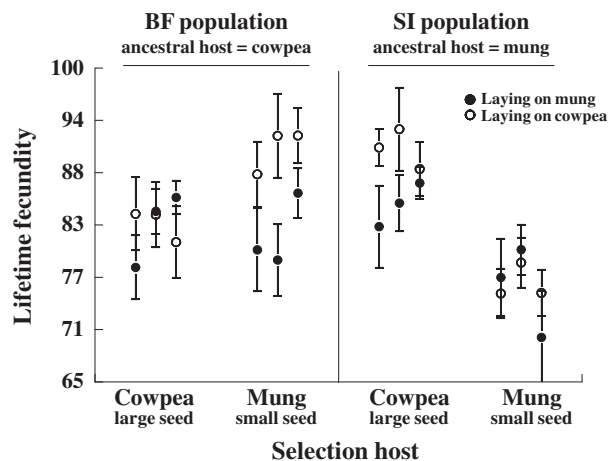 BF population
ancestral host = cowpea
SI population
ancestral host = mung
100
94
88
83
77
71
65
Lifetime fecundity
Laying on mung
Laying on cowpea
Cowpea
large seed
Mung
small seed
Cowpea
large seed
Mung
small seed
Selection host